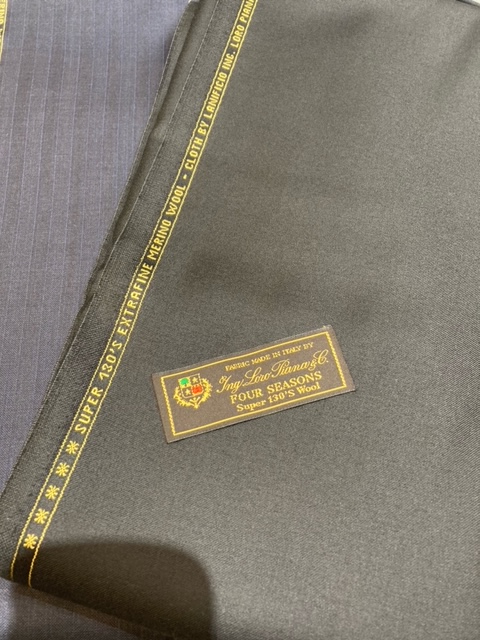 ***** SUPER 130'S EXTRAFINE MERINO WOOL - CLOTH BY LANIFICIO ING. LORO PIAN
FABRIC MADE IN ITALY BY
Ing. Loro Piana & C.
FOUR SEASONS
Super 130'S Wool